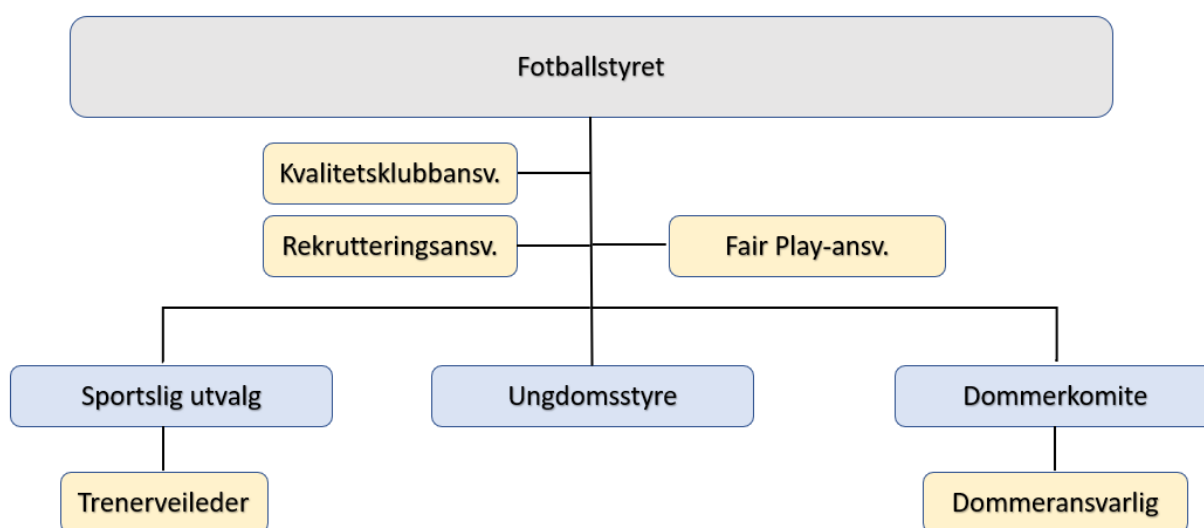 Fotballstyret
Kvalitetsklubbansv.
Rekrutteringsansv.
Fair Play-ansv.
Sportslig utvalg
Ungdomsstyre
Dommerkomite
Trenerveileder
Dommeransvarlig